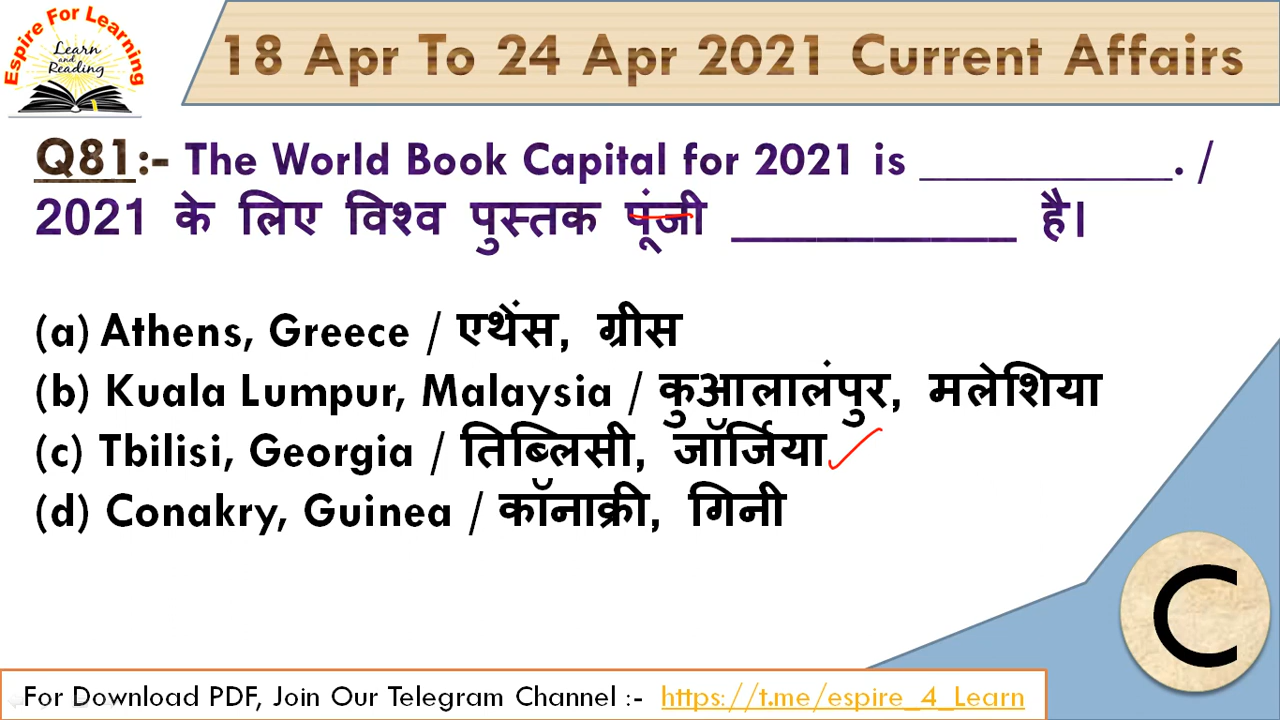 Espire For Learning
Learn
and
Reading
18 Apr To 24 Apr 2021 Current Affairs
Q81:- The World Book Capital for 2021 is ____________. /
2021 के लिए विश्व पुस्तक पूंजी ____________ है।
(a) Athens, Greece / एथेंस, ग्रीस
(b) Kuala Lumpur, Malaysia / कुआलालंपुर, मलेशिया
(c) Tbilisi, Georgia / तिब्लिसी, जॉर्जिया
(d) Conakry, Guinea / कॉनाक्री, गिनी
C
For Download PDF, Join Our Telegram Channel :- https://t.me/espire_4_Learn